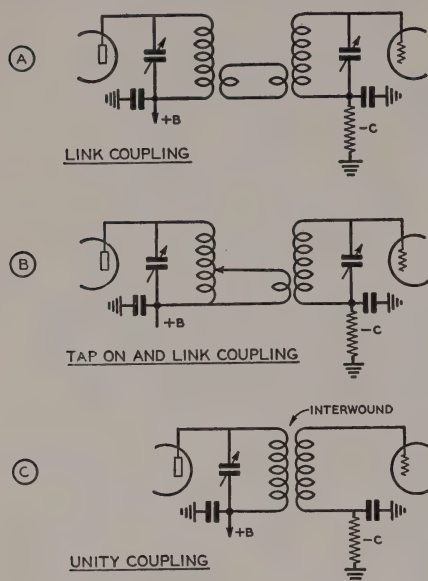 A
+B
-C
LINK COUPLING
B
+B
-C
TAP ON AND LINK COUPLING
INTERWOUND
C
+B
-C
UNITY COUPLING